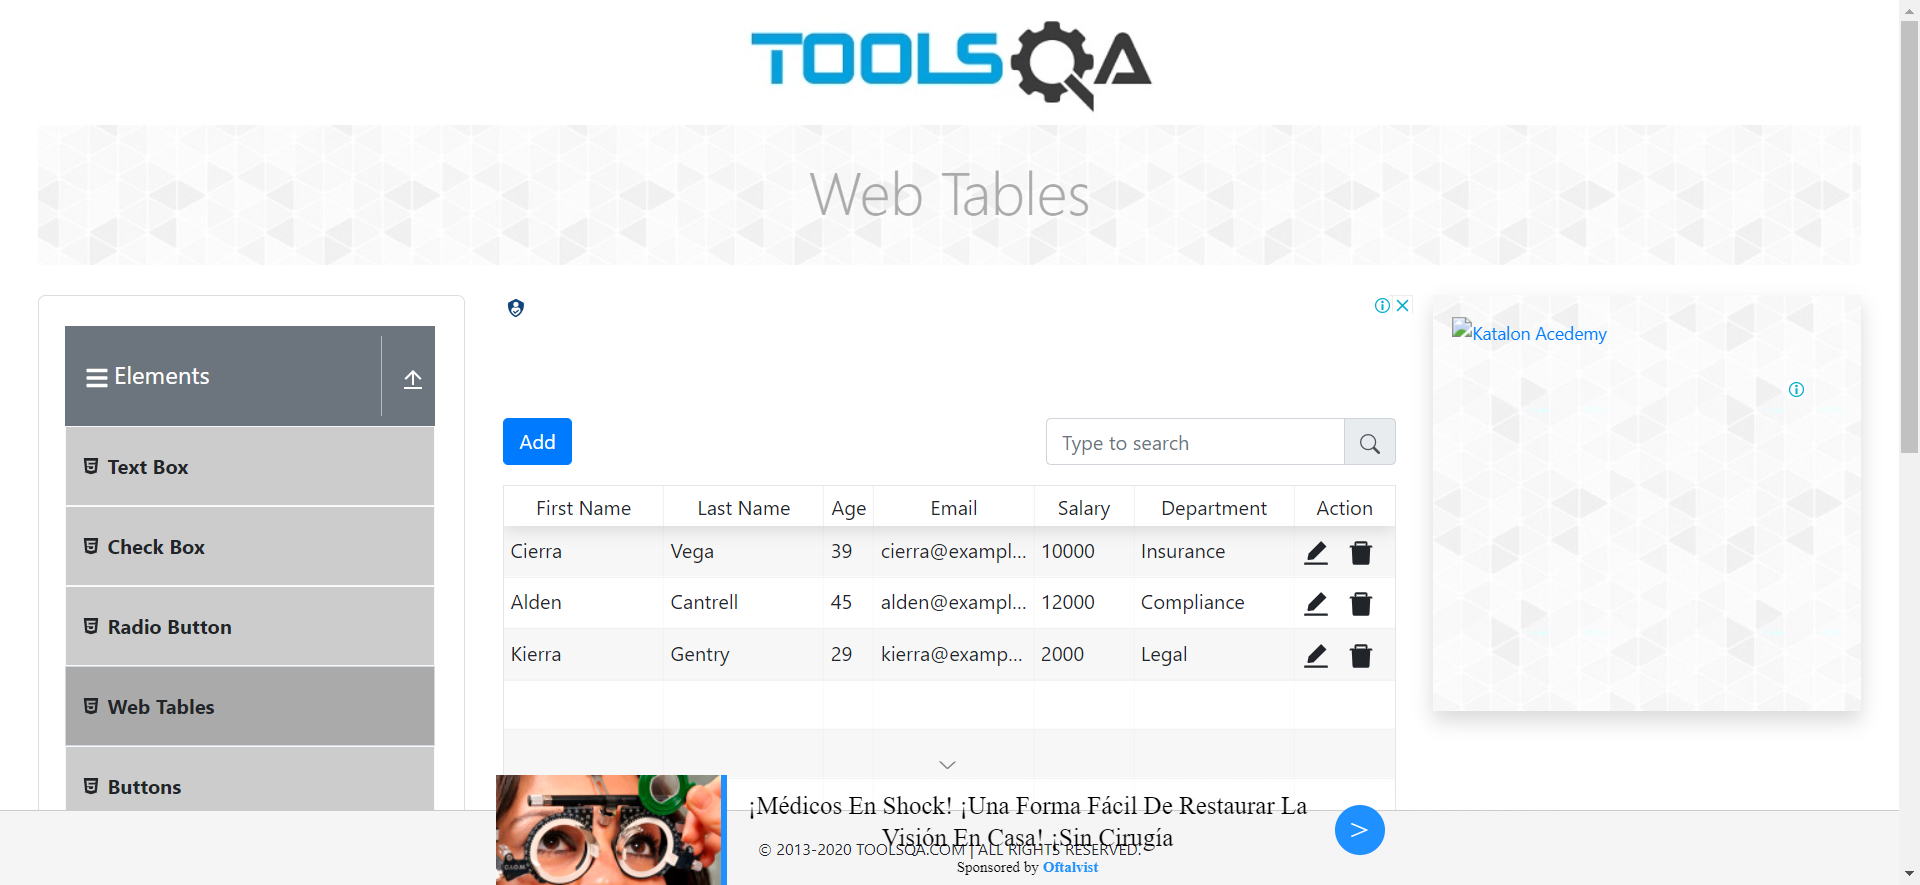 TOOLSQA
Web Tables
Elements
Text Box
Check Box
Radio Button
Web Tables
Buttons
Add
Type to search
First Name Last Name Age Email Salary Department Action
Cierra Vega 39 cierra@exampl... 10000 Insurance
Alden Cantrell 45 alden@exampl... 12000 Compliance
Kierra Gentry 29 kierra@examp... 2000 Legal
Katalon Acedemy
¡Médicos En Shock! ¡Una Forma Fácil De Restaurar La
Visión En Casa! ¡Sin Cirugía
>
© 2013-2020 TOOLSQA.COM | ALL RIGHTS RESERVED.
Sponsored by Oftalvist